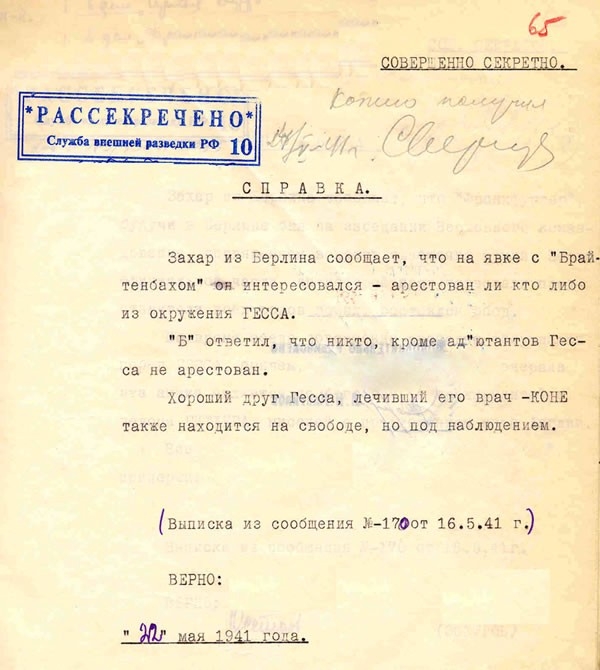 65
СОВЕРШЕННО СЕКРЕТНО.
Копию получил
*РАССЕКРЕЧЕНО*
Служба внешней разведки РФ 10
СПРАВКА.
Захар из Берлина сообщает, что на явке с "Брай-
тенбахом" он интересовался - арестован ли кто либо
из окружения ГЕССА.
"Б" ответил, что никто, кроме ад"ютантов Гес-
са не арестован.
Хороший друг Гесса, лечивший его врач -КОНЕ
также находится на свободе, но под наблюдением.
(Выписка из сообщения №-170 от 16.5.41 г.)
ВЕРНО:
"22" мая 1941 года.